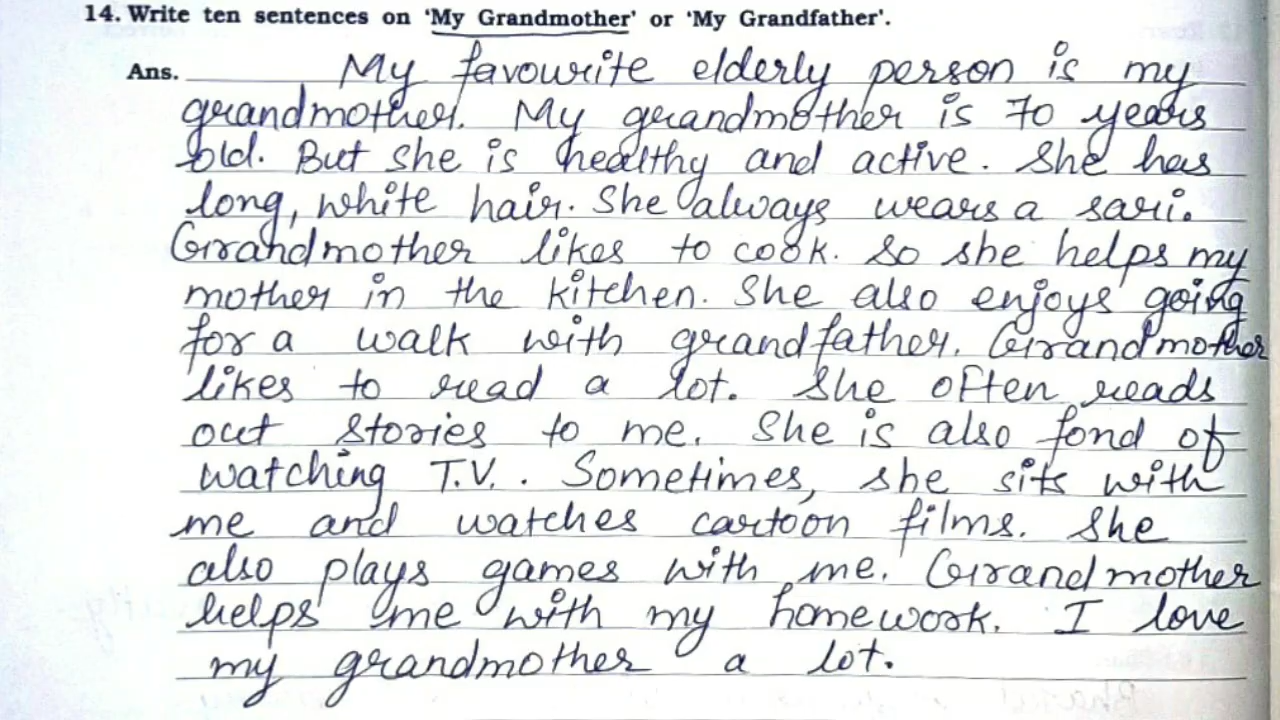 14. Write ten sentences on 'My Grandmother' or 'My Grandfather'.
Ans. My favourite elderly person is my
grandmother. My grandmother is 70 years
old. But she is healthy and active. She has
long, white hair. She always wears a sari.
Grandmother likes to cook. So she helps my
mother in the kitchen. She also enjoys going
for a walk with grandfather. Grandmother
likes to read a lot. She often reads
out stories to me. She is also fond of
watching T.V. . Sometimes, she sits with
me and watches cartoon films. She
also plays games with me. Grandmother
helps me with my homework. I love
my grandmother a lot.